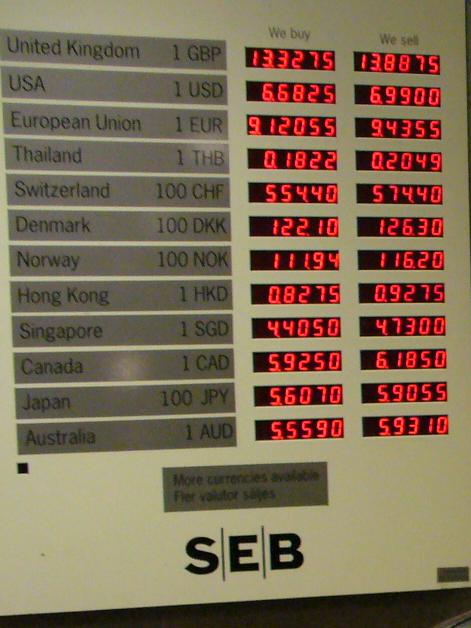 We buy We sell
United Kingdom 1 GBP 13.3275 13.8875
USA 1 USD 6.6825 6.9900
European Union 1 EUR 9.12055 9.4355
Thailand 1 THB 0.1822 0.2049
Switzerland 100 CHF 554.40 574.40
Denmark 100 DKK 122.10 126.30
Norway 100 NOK 111.94 116.20
Hong Kong 1 HKD 0.8275 0.9275
Singapore 1 SGD 4.4050 4.7300
Canada 1 CAD 5.9250 6.1850
Japan 100 JPY 5.6070 5.9055
Australia 1 AUD 5.5590 5.9310
More currencies available
Fler valutor säljes
S|E|B